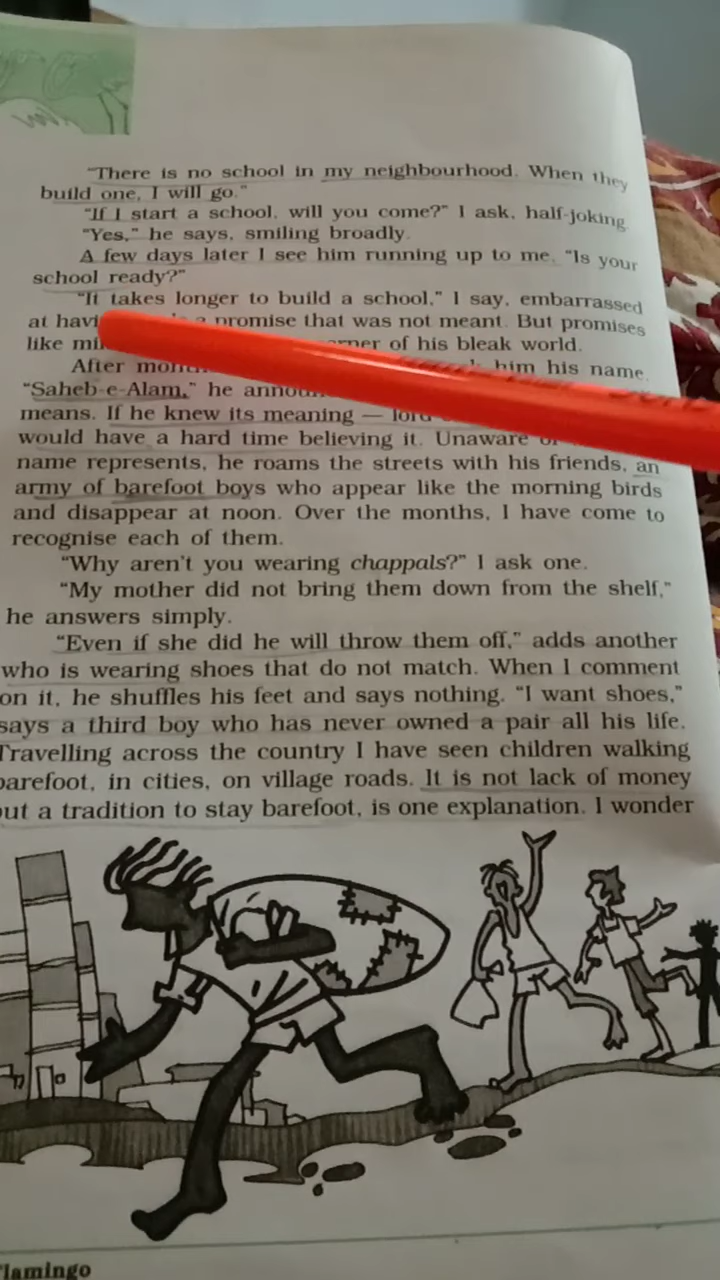 "There is no school in my neighbourhood. When they
build one, I will go."
"If I start a school, will you come?" I ask, half-joking.
"Yes," he says, smiling broadly.
A few days later I see him running up to me. "Is your
school ready?"
"It takes longer to build a school," I say, embarrassed
at a promise that was not meant. But promises
like of his bleak world.
After him his name.
"Saheb-e-Alam," he
means. If he knew its meaning — lord
would have a hard time believing it. Unaware
name represents, he roams the streets with his friends, an
army of barefoot boys who appear like the morning birds
and disappear at noon. Over the months, I have come to
recognise each of them.
"Why aren't you wearing chappals?" I ask one.
"My mother did not bring them down from the shelf,"
he answers simply.
"Even if she did he will throw them off," adds another
who is wearing shoes that do not match. When I comment
on it, he shuffles his feet and says nothing. "I want shoes,"
says a third boy who has never owned a pair all his life.
Travelling across the country I have seen children walking
barefoot, in cities, on village roads. It is not lack of money
but a tradition to stay barefoot, is one explanation. I wonder
Flamingo